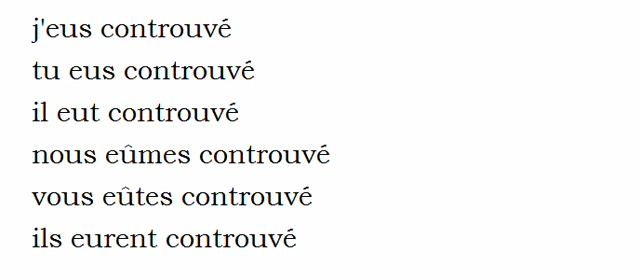 j'eus controuvé
tu eus controuvé
il eut controuvé
nous eûmes controuvé
vous eûtes controuvé
ils eurent controuvé